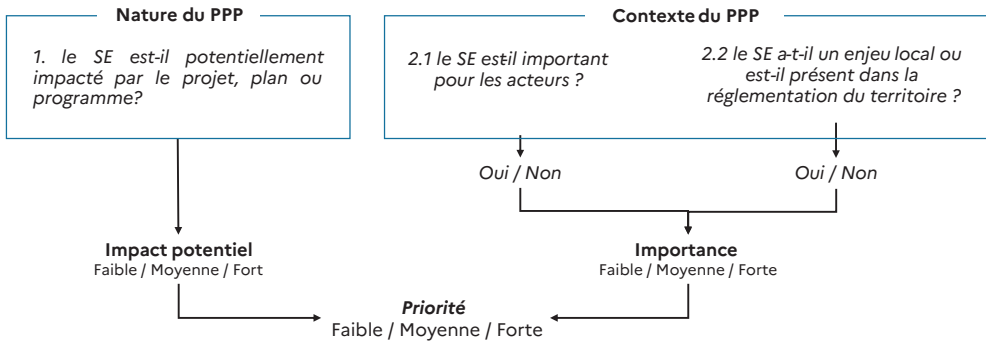 Nature du PPP
1. le SE est-il potentiellement
impacté par le projet, plan ou
programme?
Contexte du PPP
2.1 le SE est-il important
pour les acteurs ?
2.2 le SE a-t-il un enjeu local ou
est-il présent dans la
réglementation du territoire ?
Oui / Non
Oui / Non
Impact potentiel
Faible / Moyenne / Fort
Importance
Faible / Moyenne / Forte
Priorité
Faible / Moyenne / Forte